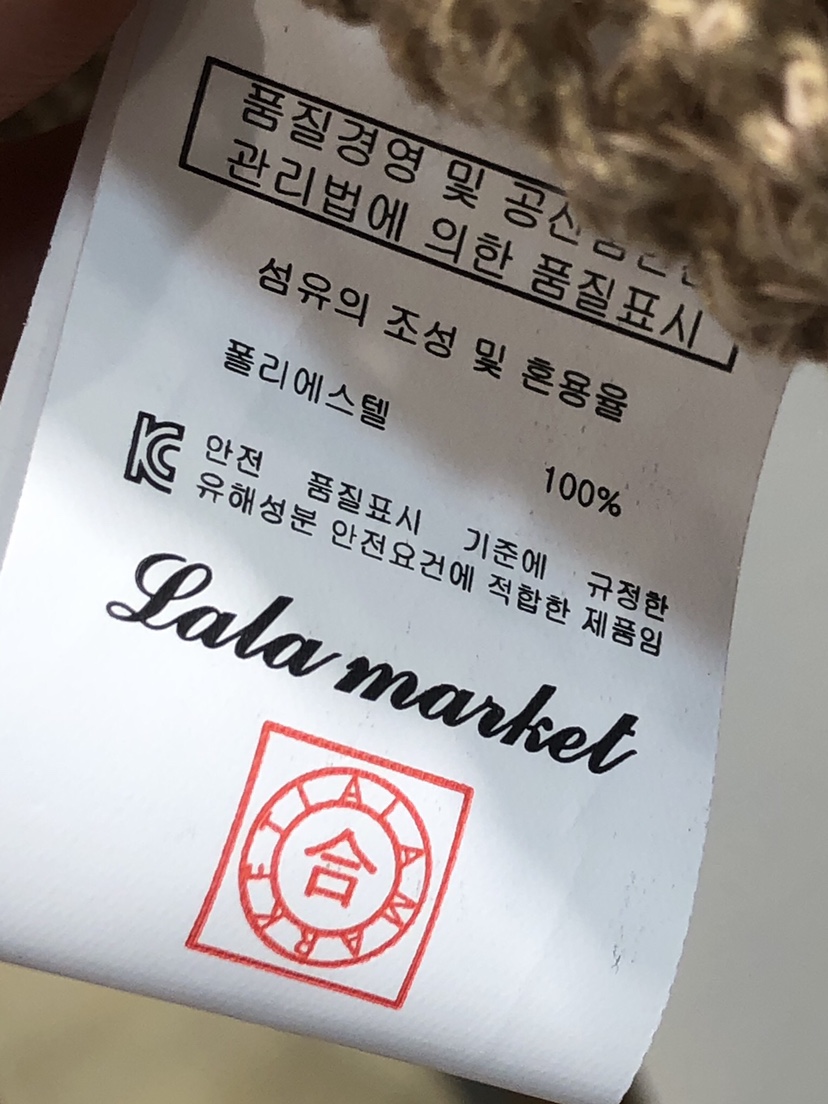 품질경영 및
관리법에 의한 품질표시
섬유의 조성 및 혼용율
폴리에스텔
100%
안전 품질표시 기준에 규정한
유해성분 안전요건에 적합한 제품임
Lala market
LALA MARKET
合